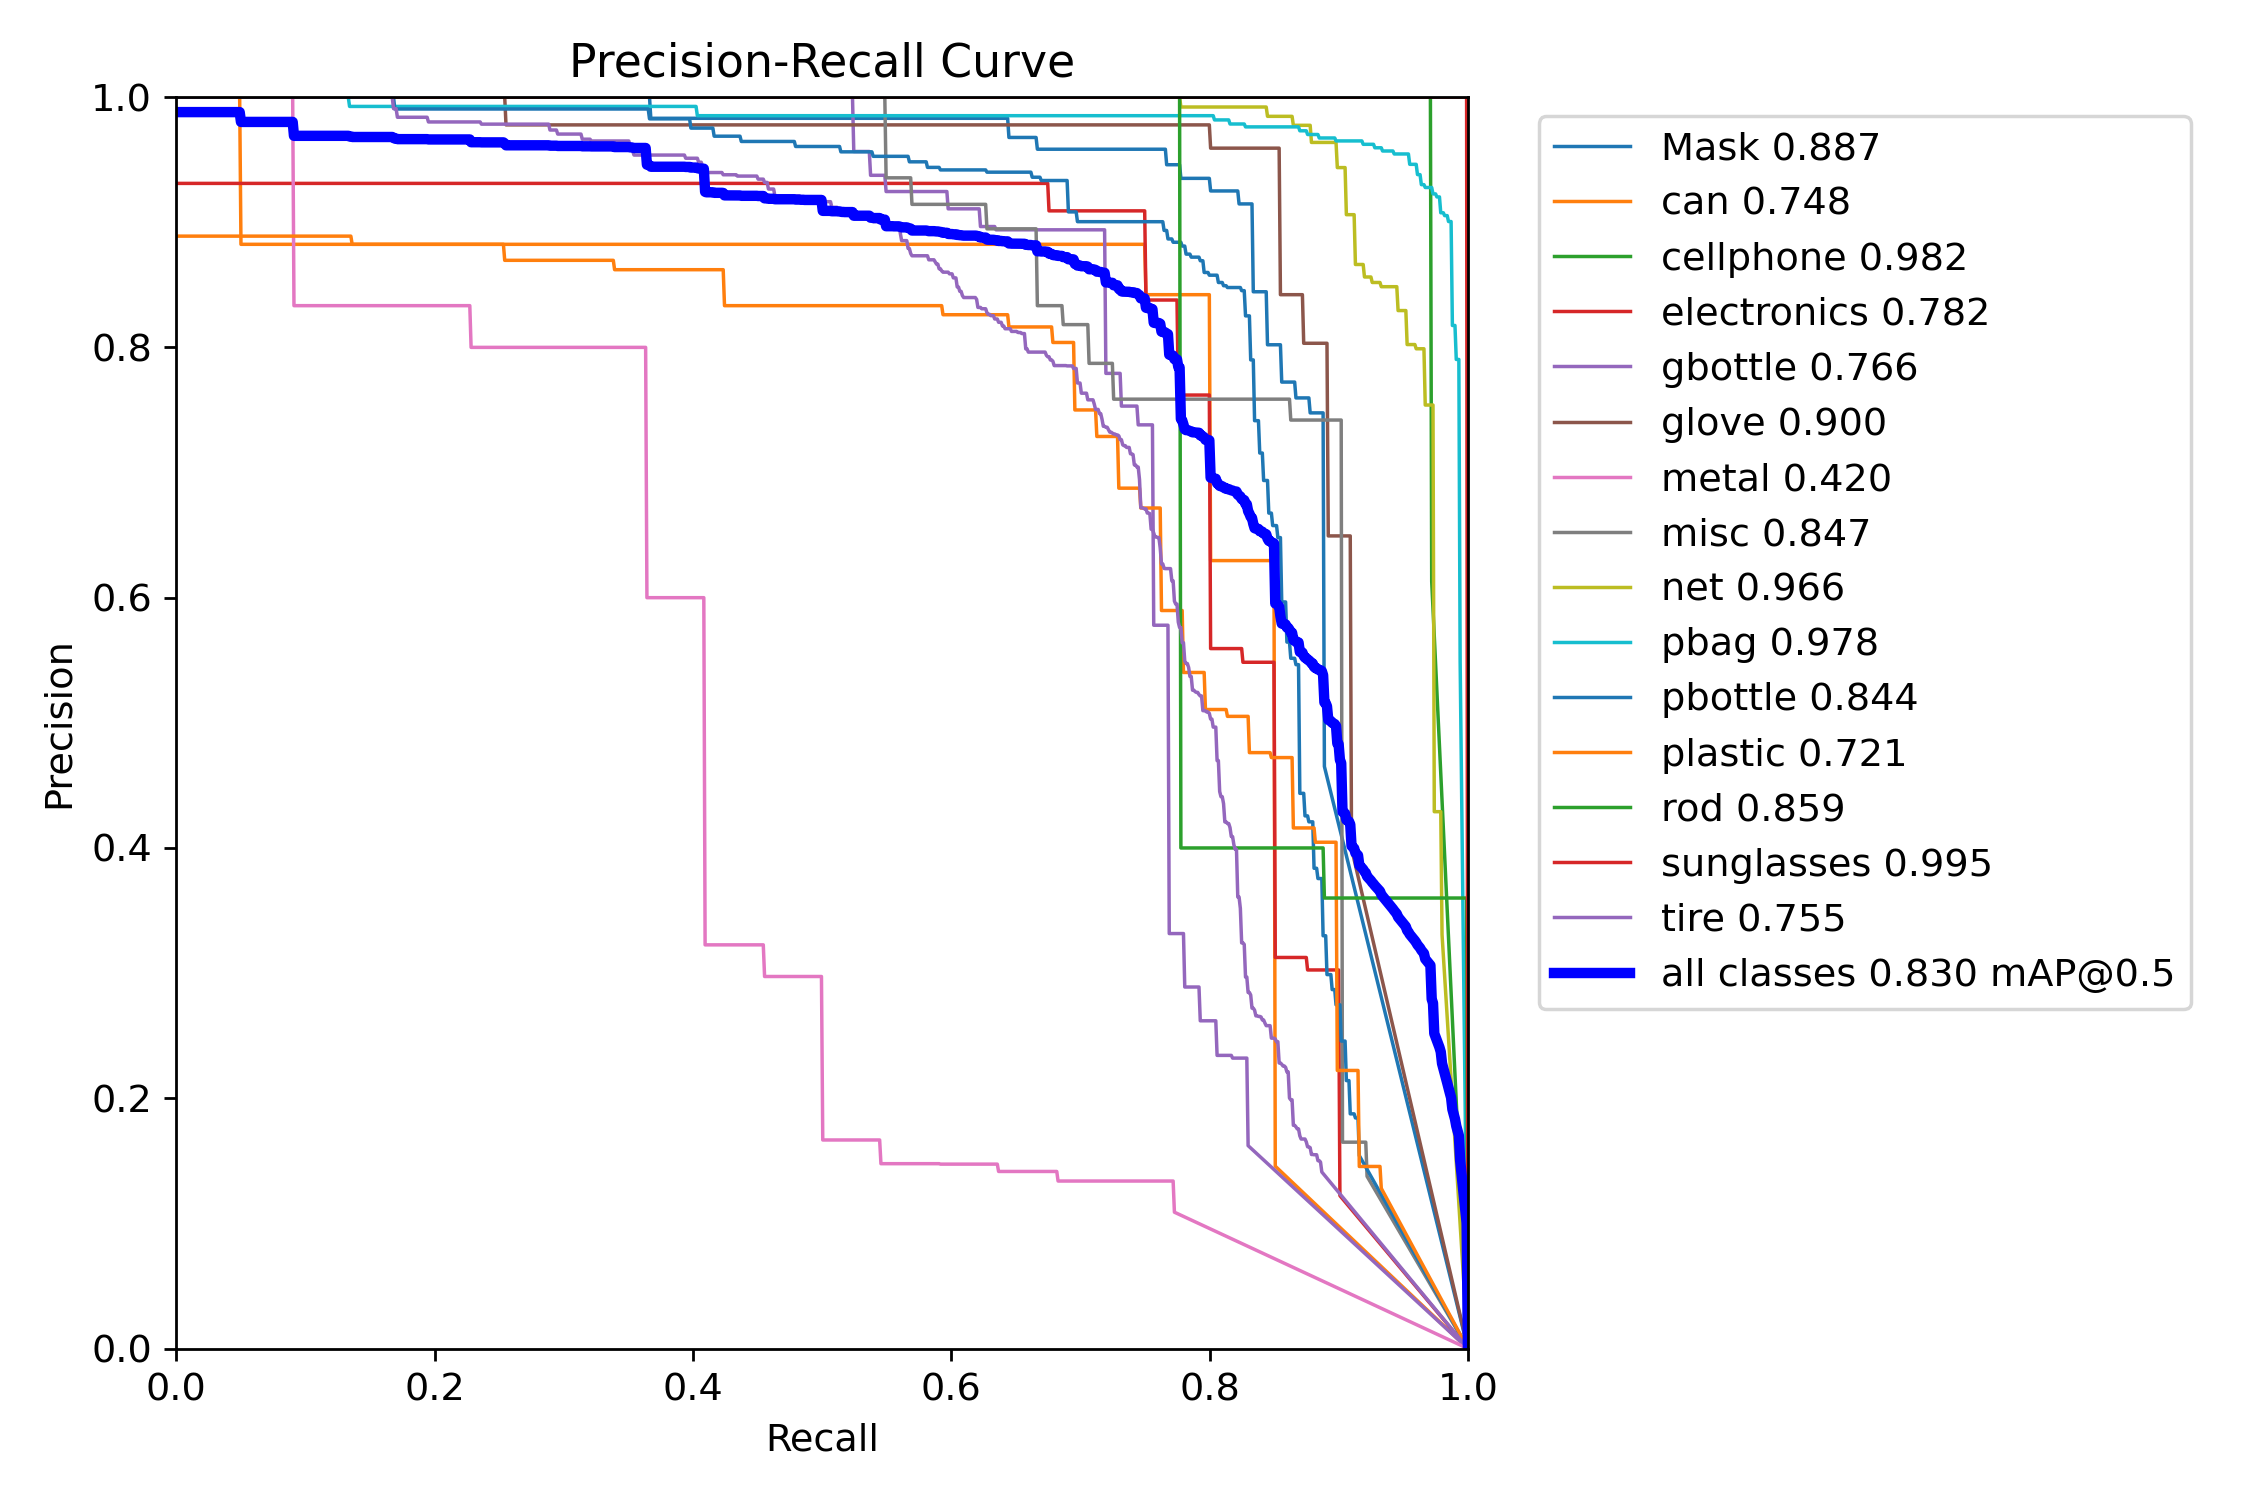 Precision-Recall Curve
1.0
0.8
0.6
0.4
0.2
0.0
Precision
0.0 0.2 0.4 0.6 0.8 1.0
Recall
Mask 0.887
can 0.748
cellphone 0.982
electronics 0.782
gbottle 0.766
glove 0.900
metal 0.420
misc 0.847
net 0.966
pbag 0.978
pbottle 0.844
plastic 0.721
rod 0.859
sunglasses 0.995
tire 0.755
all classes 0.830 mAP@0.5